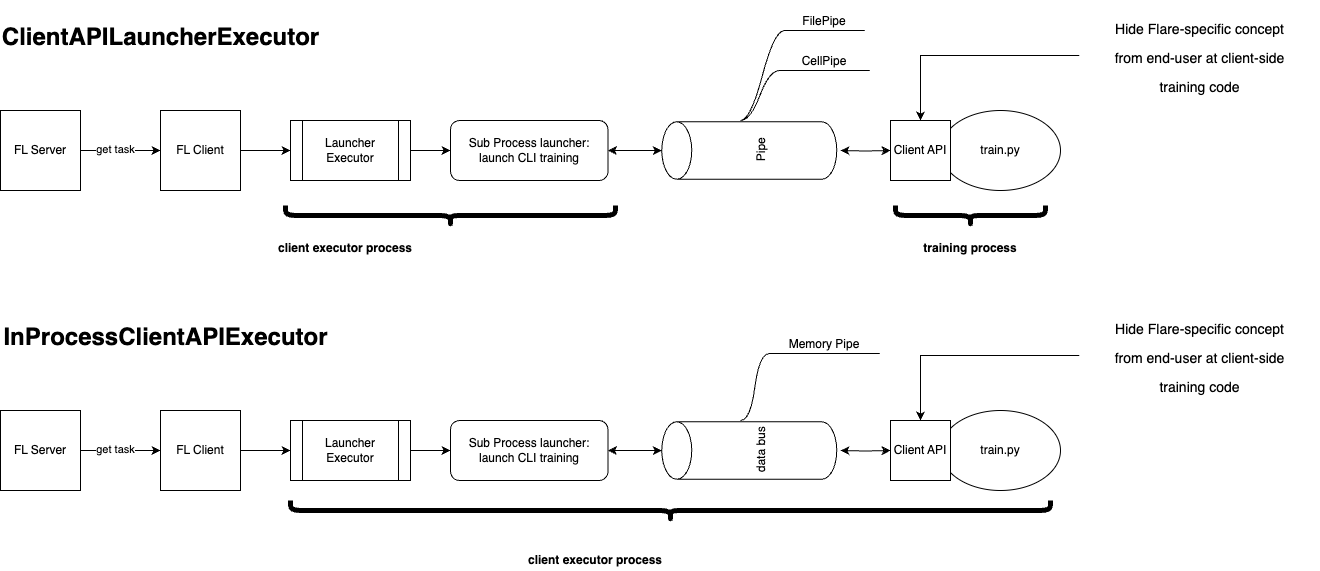 ClientAPILauncherExecutor
FilePipe
CellPipe
Hide Flare-specific concept
from end-user at client-side
training code
FL Server
get task
FL Client
Launcher
Executor
Sub Process launcher:
launch CLI training
Pipe
Client API
train.py
client executor process
training process
InProcessClientAPIExecutor
Memory Pipe
Hide Flare-specific concept
from end-user at client-side
training code
FL Server
get task
FL Client
Launcher
Executor
Sub Process launcher:
launch CLI training
data bus
Client API
train.py
client executor process